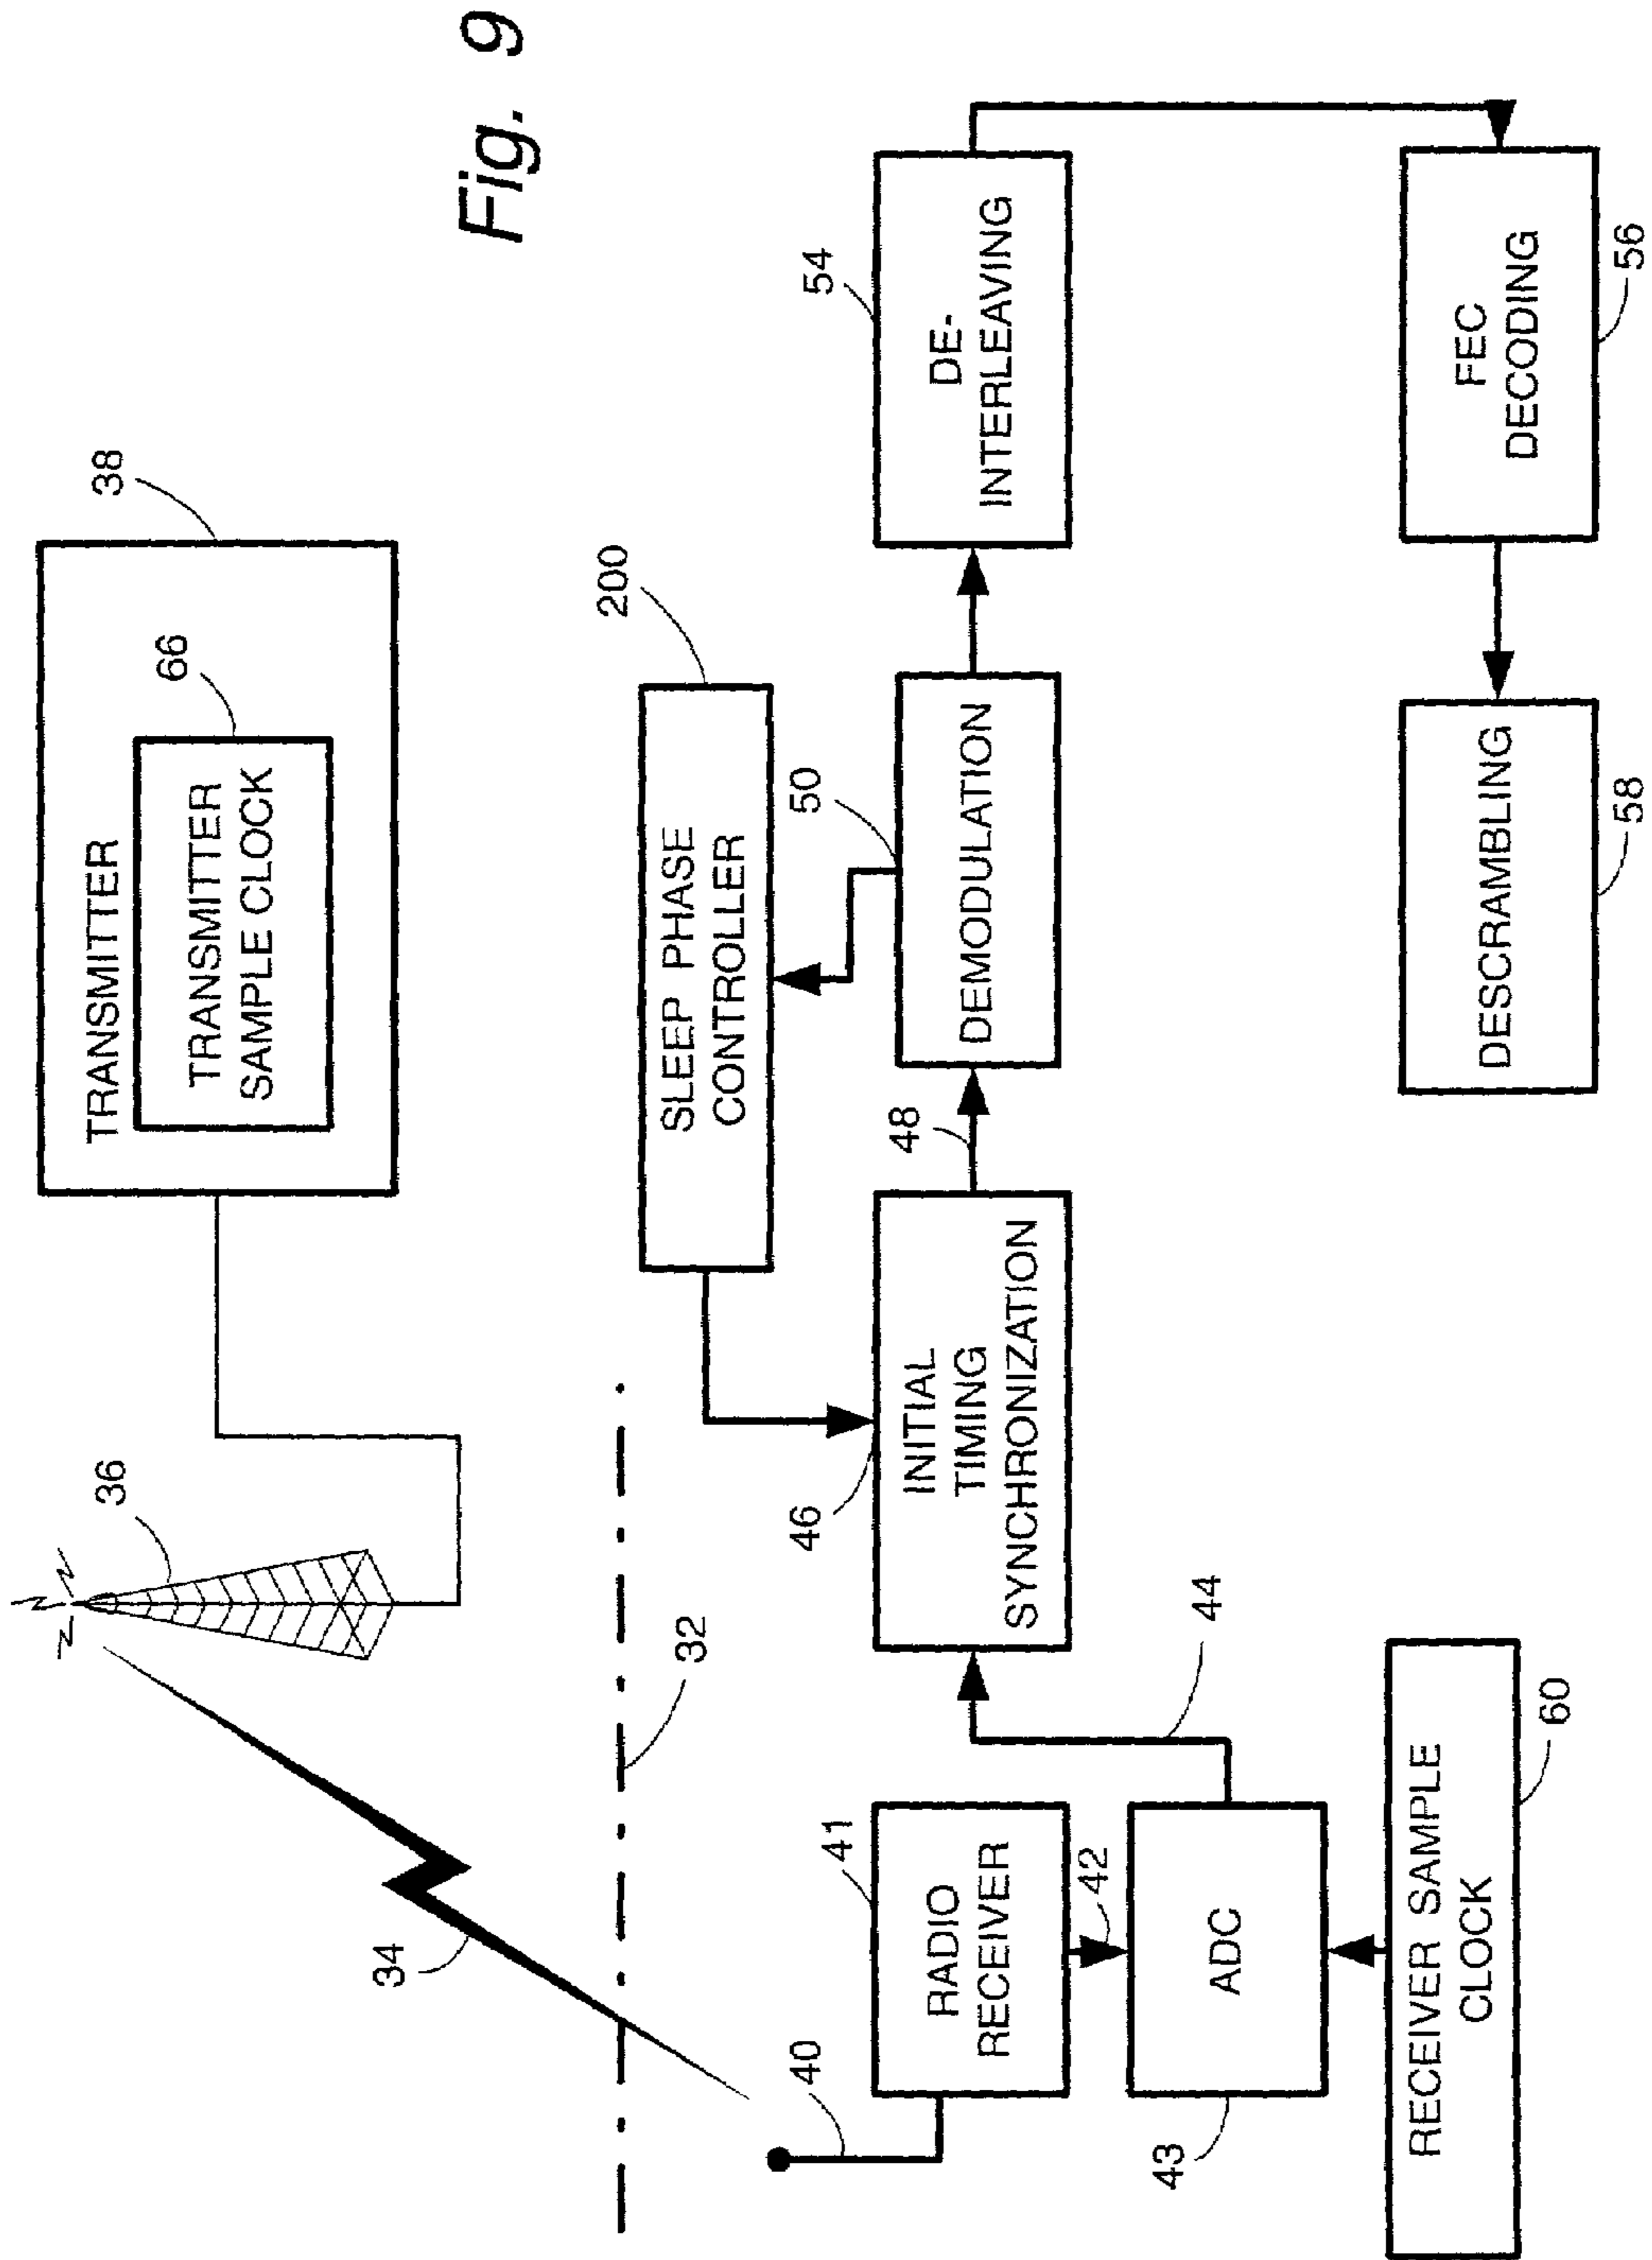 36
38
TRANSMITTER
66
TRANSMITTER
SAMPLE CLOCK
Fig. 9
34
32
200
SLEEP PHASE
CONTROLLER
40
41
RADIO
RECEIVER
42
46
INITIAL
TIMING
SYNCHRONIZATION
48
50
DEMODULATION
54
DE-
INTERLEAVING
43
ADC
44
60
RECEIVER SAMPLE
CLOCK
58
DESCRAMBLING
56
FEC
DECODING